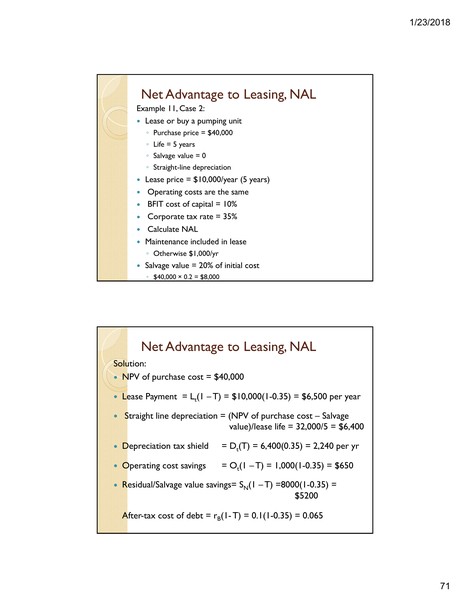 1/23/2018
Net Advantage to Leasing, NAL
Example 11, Case 2:
• Lease or buy a pumping unit
◦ Purchase price = $40,000
◦ Life = 5 years
◦ Salvage value = 0
◦ Straight-line depreciation
• Lease price = $10,000/year (5 years)
• Operating costs are the same
• BFIT cost of capital = 10%
• Corporate tax rate = 35%
• Calculate NAL
• Maintenance included in lease
◦ Otherwise $1,000/yr
• Salvage value = 20% of initial cost
◦ $40,000 × 0.2 = $8,000
Net Advantage to Leasing, NAL
Solution:
• NPV of purchase cost = $40,000
• Lease Payment = Lt(1 – T) = $10,000(1-0.35) = $6,500 per year
• Straight line depreciation = (NPV of purchase cost – Salvage
value)/lease life = 32,000/5 = $6,400
• Depreciation tax shield = Dt(T) = 6,400(0.35) = 2,240 per yr
• Operating cost savings = Ot(1 – T) = 1,000(1-0.35) = $650
• Residual/Salvage value savings= SN(1 – T) =8000(1-0.35) =
$5200
After-tax cost of debt = rB(1- T) = 0.1(1-0.35) = 0.065
71